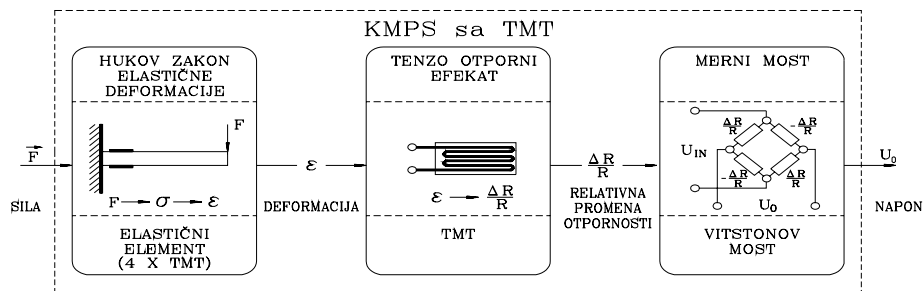 KMPS sa TMT
HUKOV ZAKON
ELASTIČNE
DEFORMACIJE
F
F → σ → ε
ELASTIČNI
ELEMENT
(4 X TMT)
F
SILA
ε
DEFORMACIJA
TENZO OTPORNI
EFEKAT
ε → ΔR/R
TMT
ΔR/R
RELATIVNA
PROMENA
OTPORNOSTI
MERNI MOST
ΔR/R
-ΔR/R
U_IN
-ΔR/R
ΔR/R
U_0
VITSTONOV
MOST
U_0
NAPON